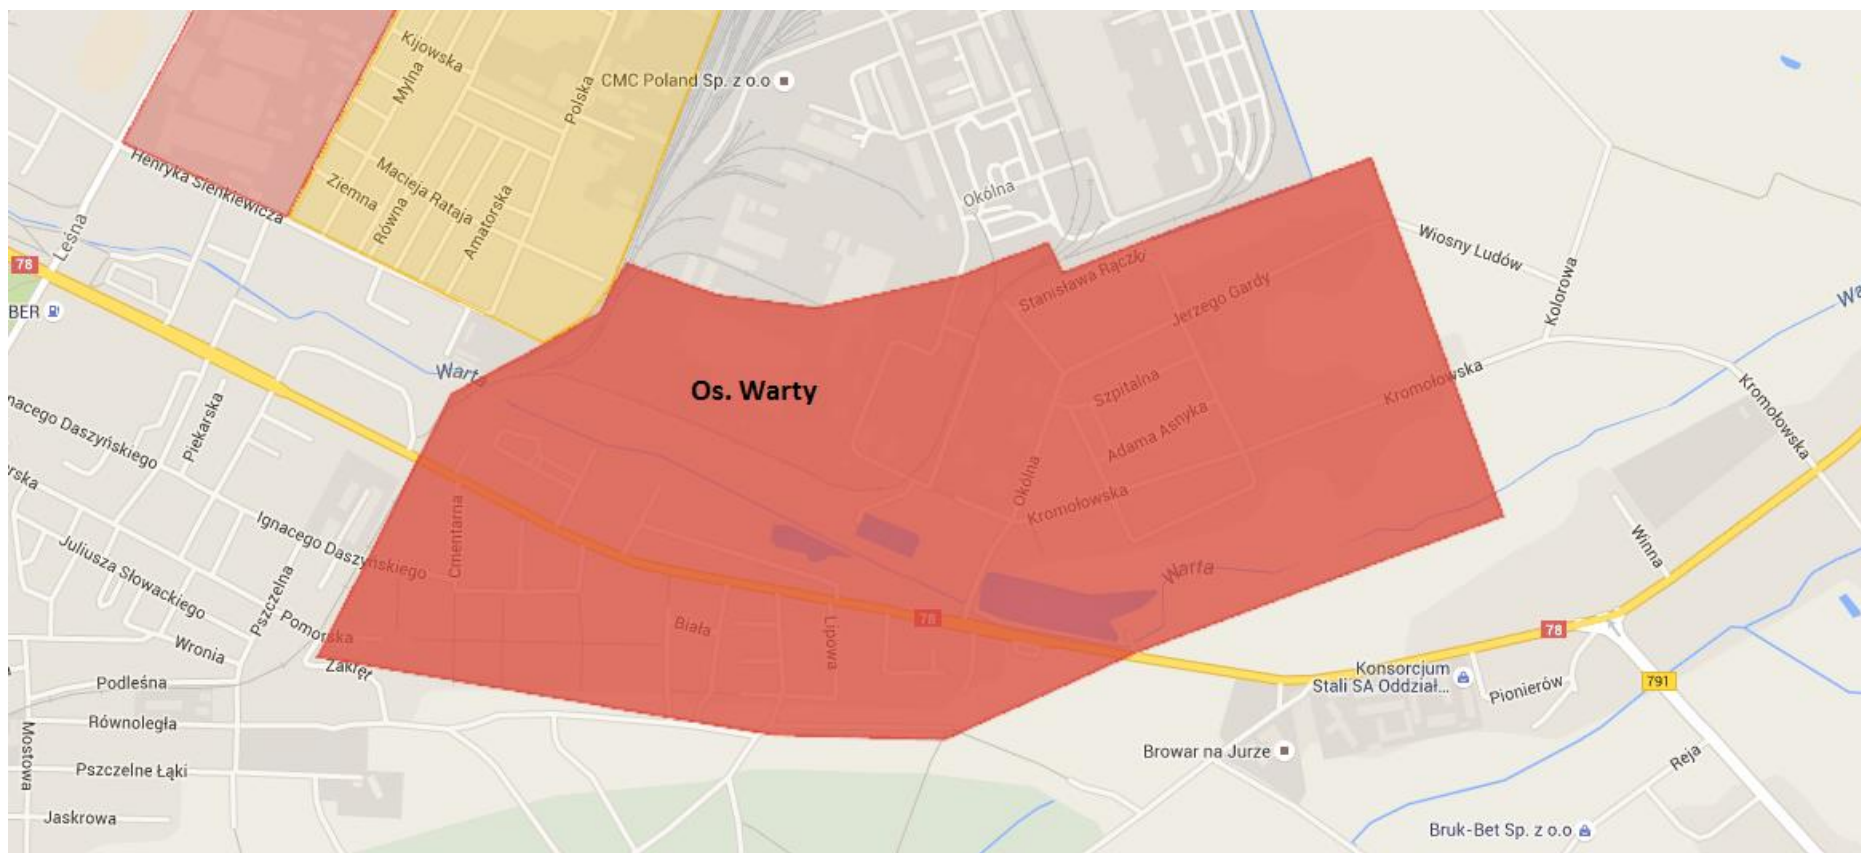 Kijowska
Mylna
Polska
CMC Poland Sp. z o.o
Henryka Sienkiewicza
Ziemna
Macieja Rataja
Równa
Amatorska
Okólna
Leśna
78
BER
Wiosny Ludów
Kolorowa
Stanisława Rączki
Jerzego Gardy
Warta
Os. Warty
Szpitalna
Adama Asnyka
Kromołowska
Kromołowska
nacego Daszyńskiego
Piekarska
rska
Okólna
Kromołowska
Cmentarna
Ignacego Daszyńskiego
Juliusza Słowackiego
Pszczelna
Warta
Winna
Pomorska
Wronia
Zakręt
Biała
Lipowa
78
78
Konsorcjum
Stali SA Oddział...
Pionierów
791
Podleśna
Równoległa
Mostowa
Pszczelne Łąki
Jaskrowa
Browar na Jurze
Reja
Bruk-Bet Sp. z o.o